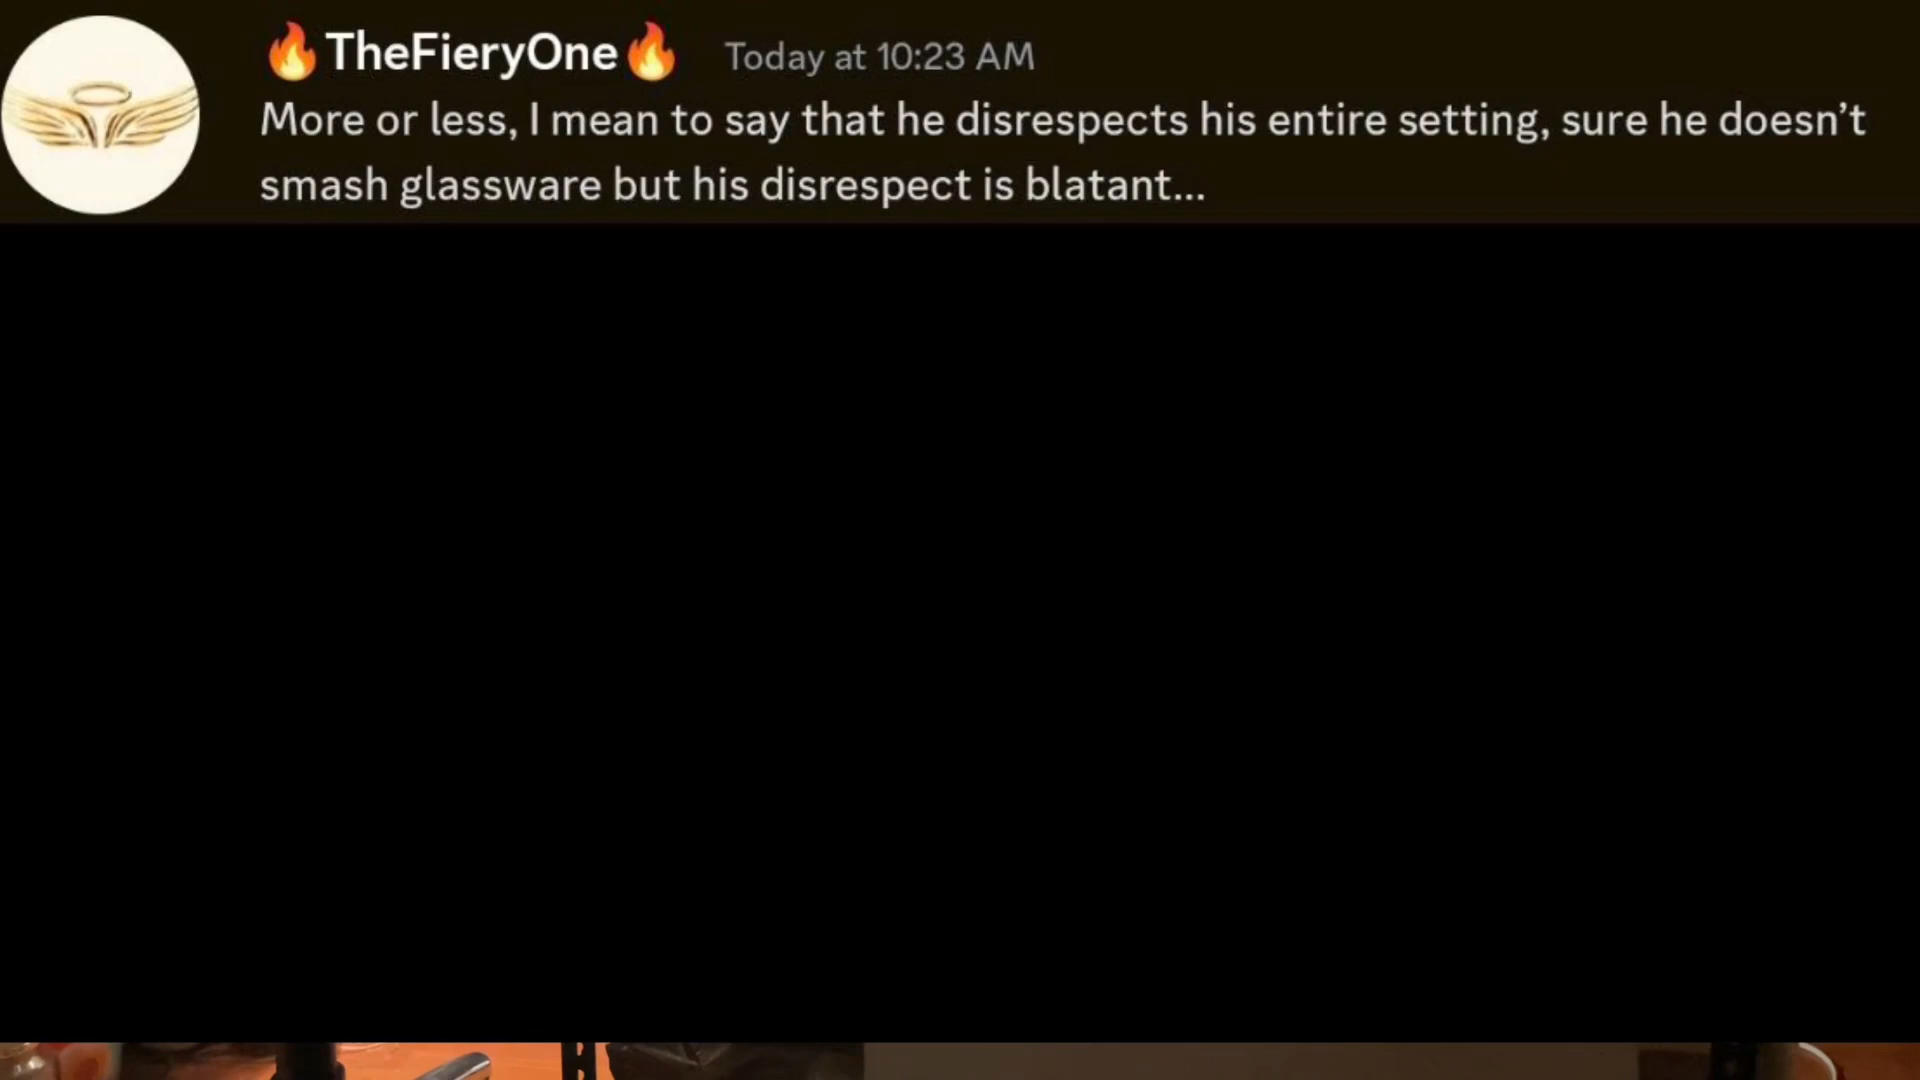 🔥TheFieryOne🔥 Today at 10:23 AM
More or less, I mean to say that he disrespects his entire setting, sure he doesn’t
smash glassware but his disrespect is blatant...